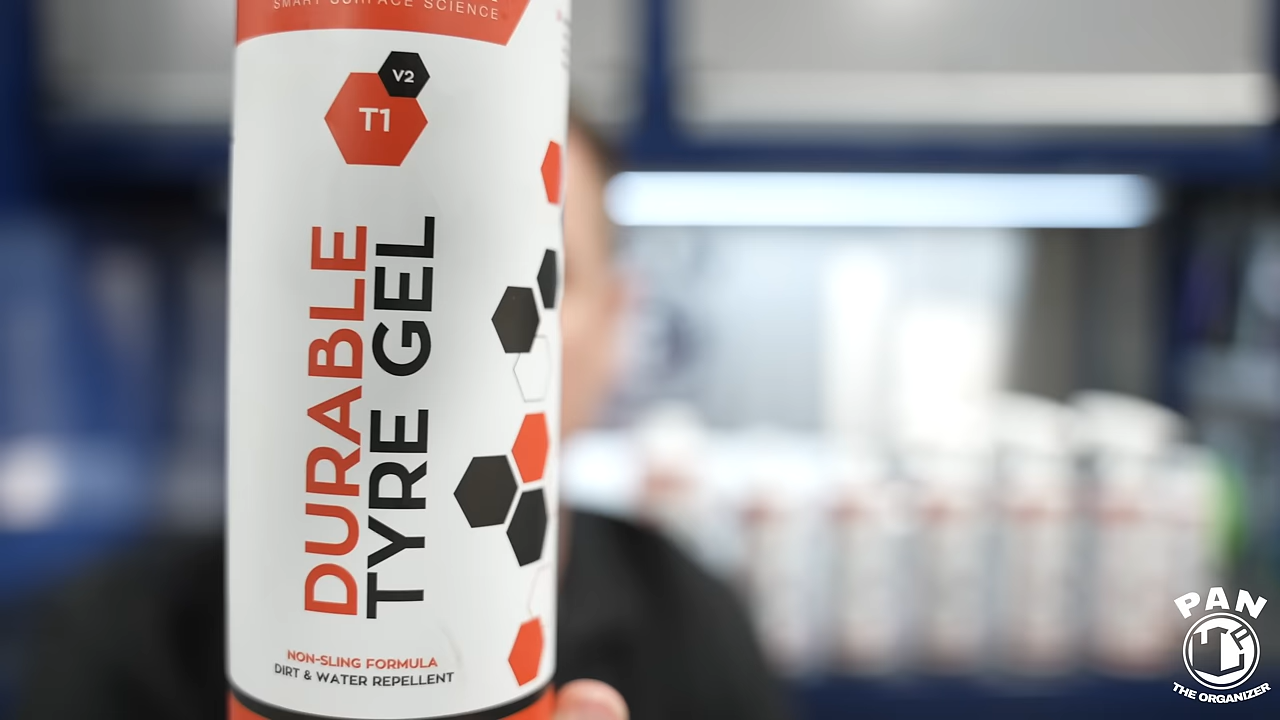 SMART SURFACE SCIENCE
V2
T1
DURABLE
TYRE GEL
NON-SLING FORMULA
DIRT & WATER REPELLENT
PAN
THE ORGANIZER